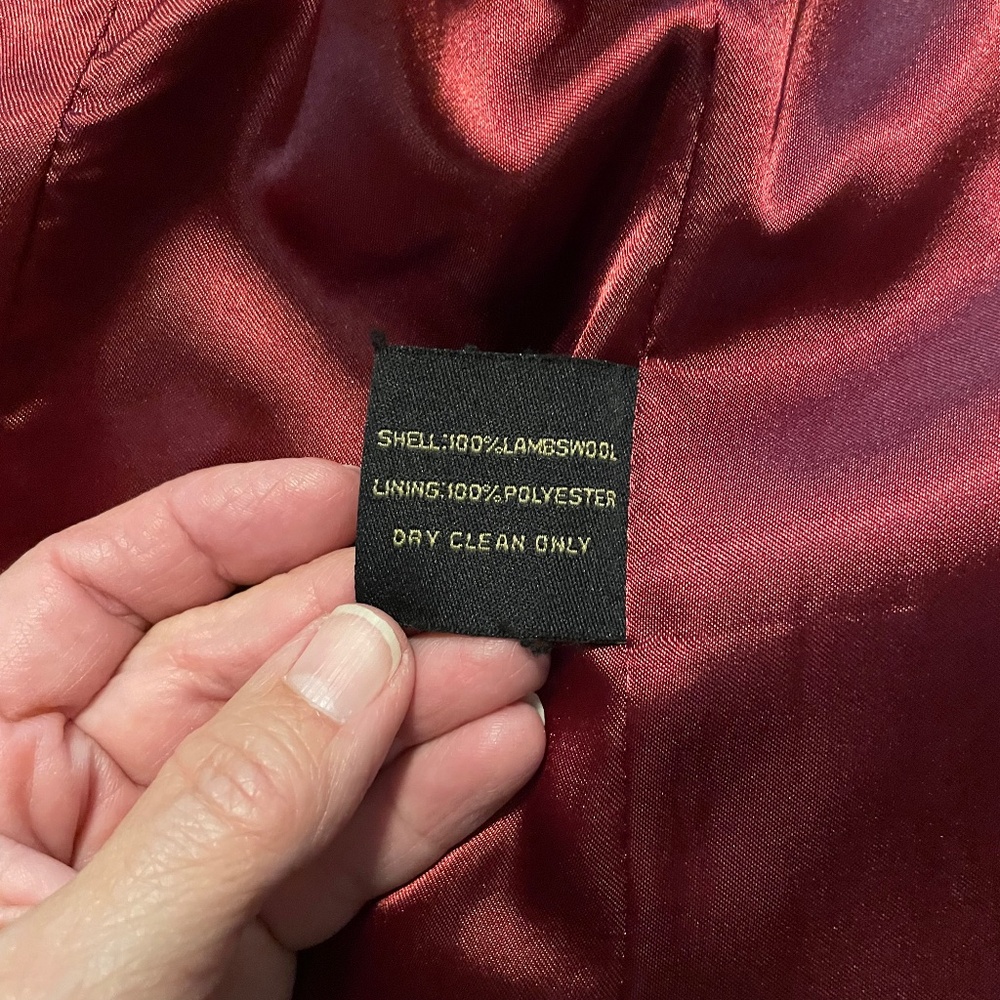 SHELL:100%LAMBSWOOL
LINING:100%POLYESTER
DRY CLEAN ONLY